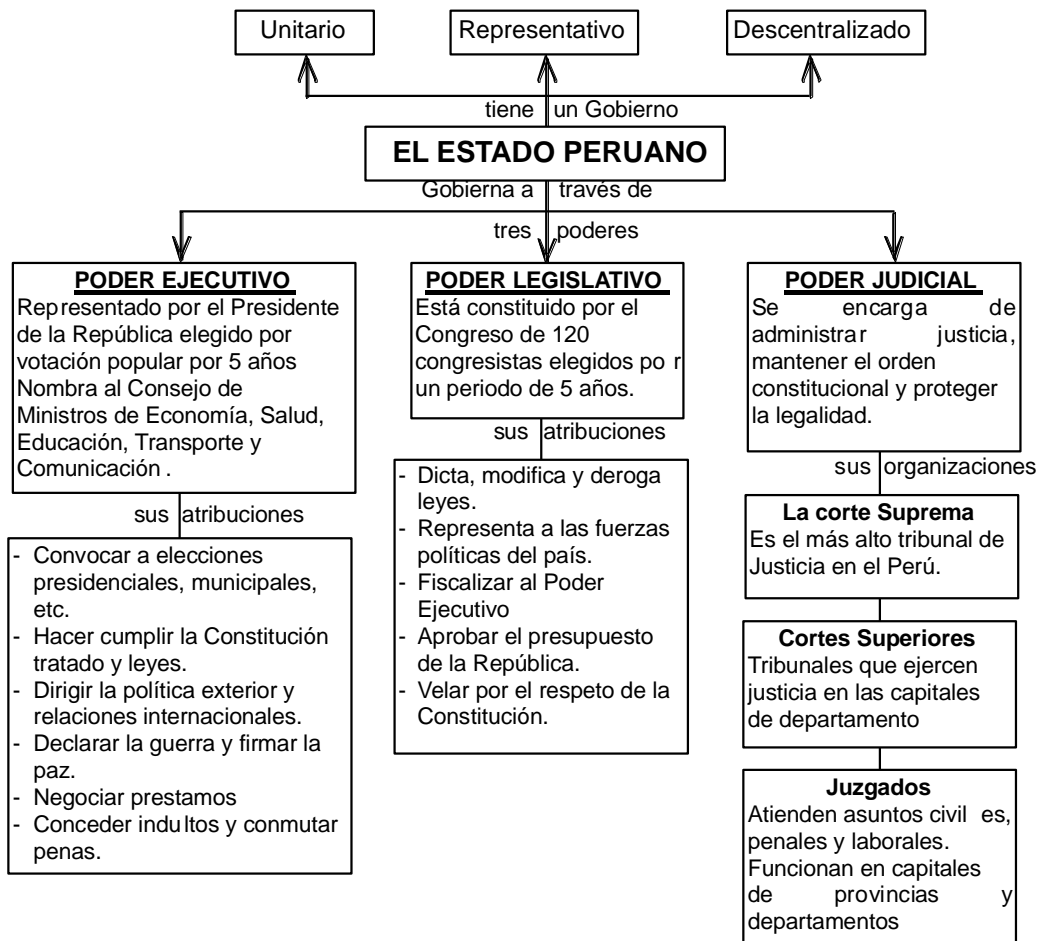 Unitario
Representativo
Descentralizado
tiene un Gobierno
EL ESTADO PERUANO
Gobierna a través de
tres poderes
PODER EJECUTIVO
Representado por el Presidente
de la República elegido por
votación popular por 5 años
Nombra al Consejo de
Ministros de Economía, Salud,
Educación, Transporte y
Comunicación .
sus atribuciones
- Convocar a elecciones
presidenciales, municipales,
etc.
- Hacer cumplir la Constitución
tratado y leyes.
- Dirigir la política exterior y
relaciones internacionales.
- Declarar la guerra y firmar la
paz.
- Negociar prestamos
- Conceder indultos y conmutar
penas.
PODER LEGISLATIVO
Está constituido por el
Congreso de 120
congresistas elegidos po r
un periodo de 5 años.
sus atribuciones
- Dicta, modifica y deroga
leyes.
- Representa a las fuerzas
políticas del país.
- Fiscalizar al Poder
Ejecutivo
- Aprobar el presupuesto
de la República.
- Velar por el respeto de la
Constitución.
PODER JUDICIAL
Se encarga de
administrar justicia,
mantener el orden
constitucional y proteger
la legalidad.
sus organizaciones
La corte Suprema
Es el más alto tribunal de
Justicia en el Perú.
Cortes Superiores
Tribunales que ejercen
justicia en las capitales
de departamento
Juzgados
Atienden asuntos civil es,
penales y laborales.
Funcionan en capitales
de provincias y
departamentos